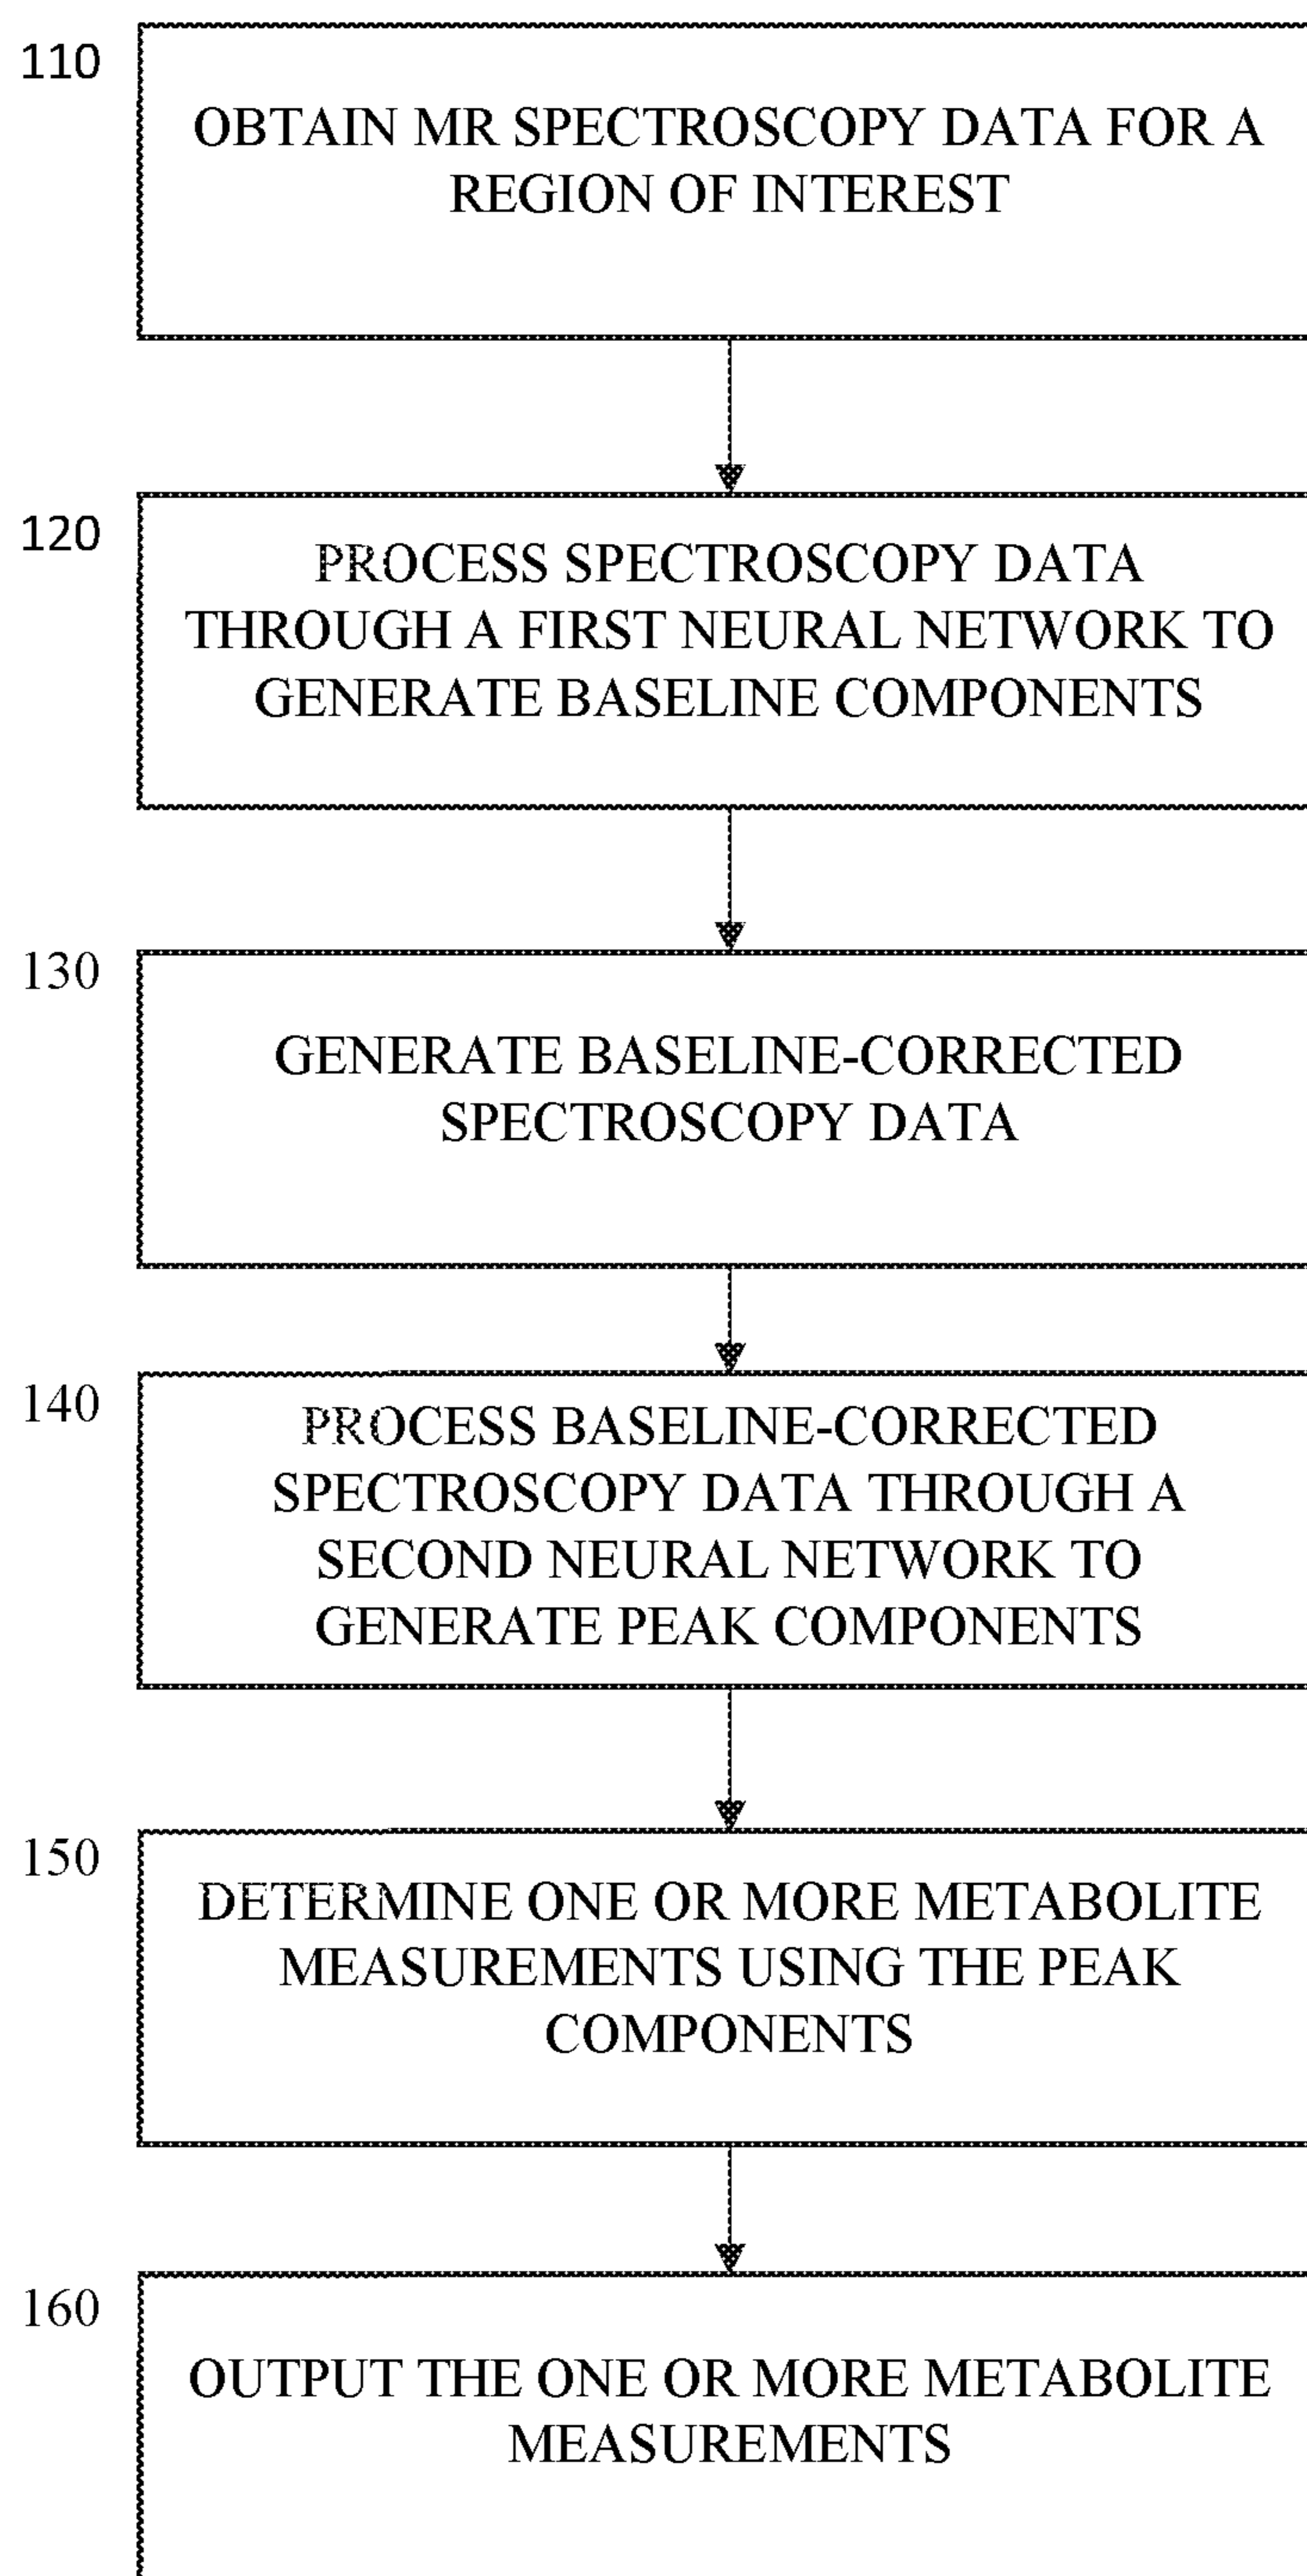 110
OBTAIN MR SPECTROSCOPY DATA FOR A
REGION OF INTEREST
120
PROCESS SPECTROSCOPY DATA
THROUGH A FIRST NEURAL NETWORK TO
GENERATE BASELINE COMPONENTS
130
GENERATE BASELINE-CORRECTED
SPECTROSCOPY DATA
140
PROCESS BASELINE-CORRECTED
SPECTROSCOPY DATA THROUGH A
SECOND NEURAL NETWORK TO
GENERATE PEAK COMPONENTS
150
DETERMINE ONE OR MORE METABOLITE
MEASUREMENTS USING THE PEAK
COMPONENTS
160
OUTPUT THE ONE OR MORE METABOLITE
MEASUREMENTS